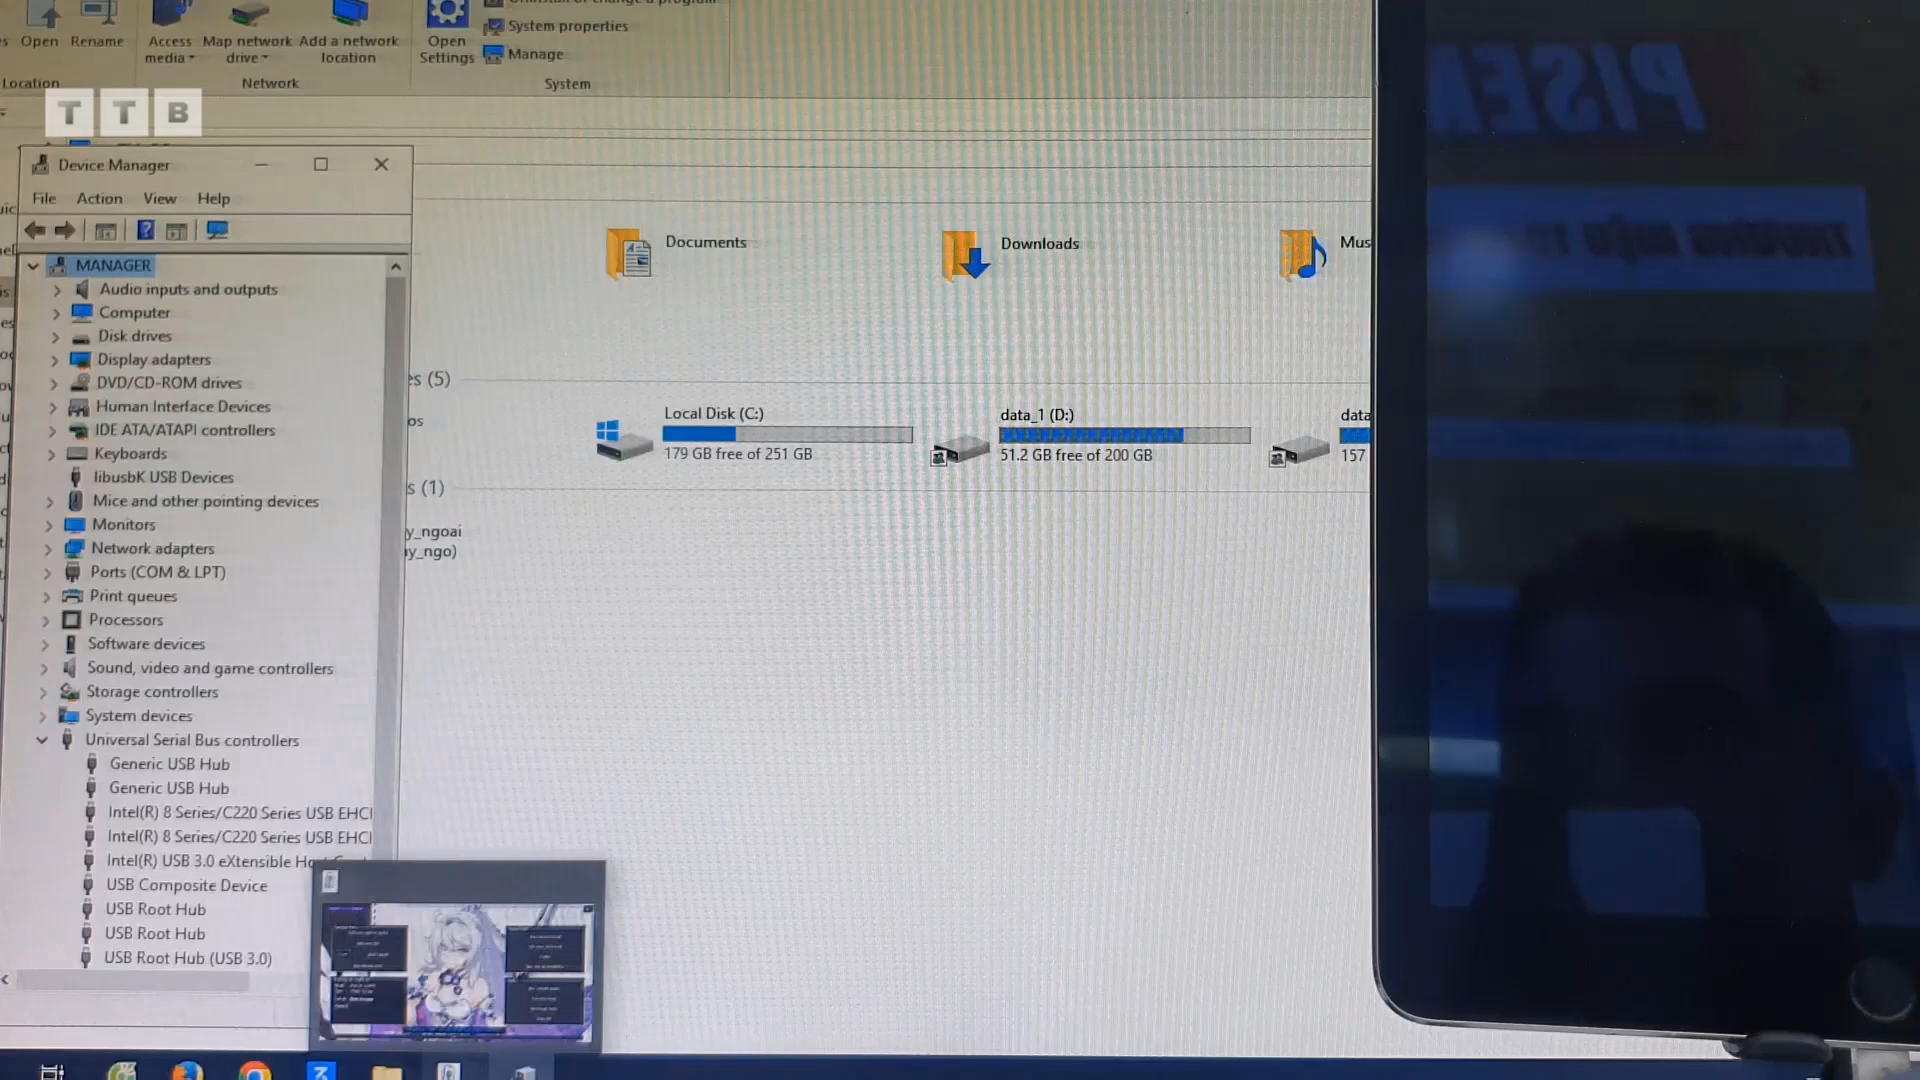 Open
Rename
Access media
Map network drive
Add a network location
Open Settings
System properties
Manage
Location
Network
System
TTB
Device Manager
File Action View Help
MANAGER
Audio inputs and outputs
Computer
Disk drives
Display adapters
DVD/CD-ROM drives
Human Interface Devices
IDE ATA/ATAPI controllers
Keyboards
libusbK USB Devices
Mice and other pointing devices
Monitors
Network adapters
Ports (COM & LPT)
Print queues
Processors
Software devices
Sound, video and game controllers
Storage controllers
System devices
Universal Serial Bus controllers
Generic USB Hub
Generic USB Hub
Intel(R) 8 Series/C220 Series USB EHCI
Intel(R) 8 Series/C220 Series USB EHCI
Intel(R) USB 3.0 eXtensible Ho
USB Composite Device
USB Root Hub
USB Root Hub
USB Root Hub (USB 3.0)
Documents
Downloads
Mus
es (5)
os
Local Disk (C:)
179 GB free of 251 GB
data_1 (D:)
51.2 GB free of 200 GB
data
157
s (1)
y_ngoai
y_ngo)
PISEN